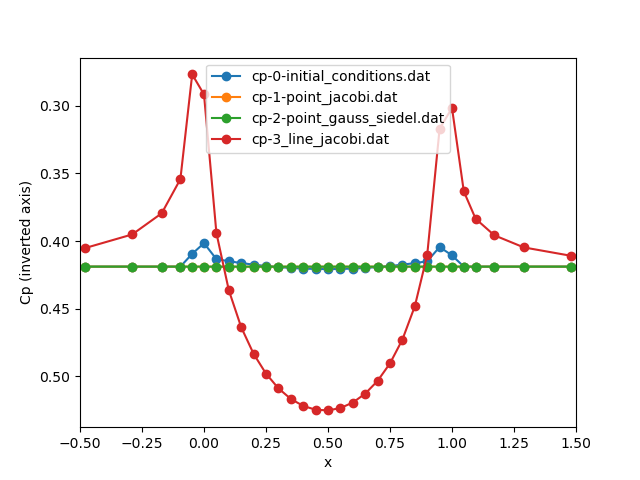 cp-0-initial_conditions.dat
cp-1-point_jacobi.dat
cp-2-point_gauss_siedel.dat
cp-3_line_jacobi.dat
0.30
0.35
0.40
0.45
0.50
Cp (inverted axis)
−0.50 −0.25 0.00 0.25 0.50 0.75 1.00 1.25 1.50
x